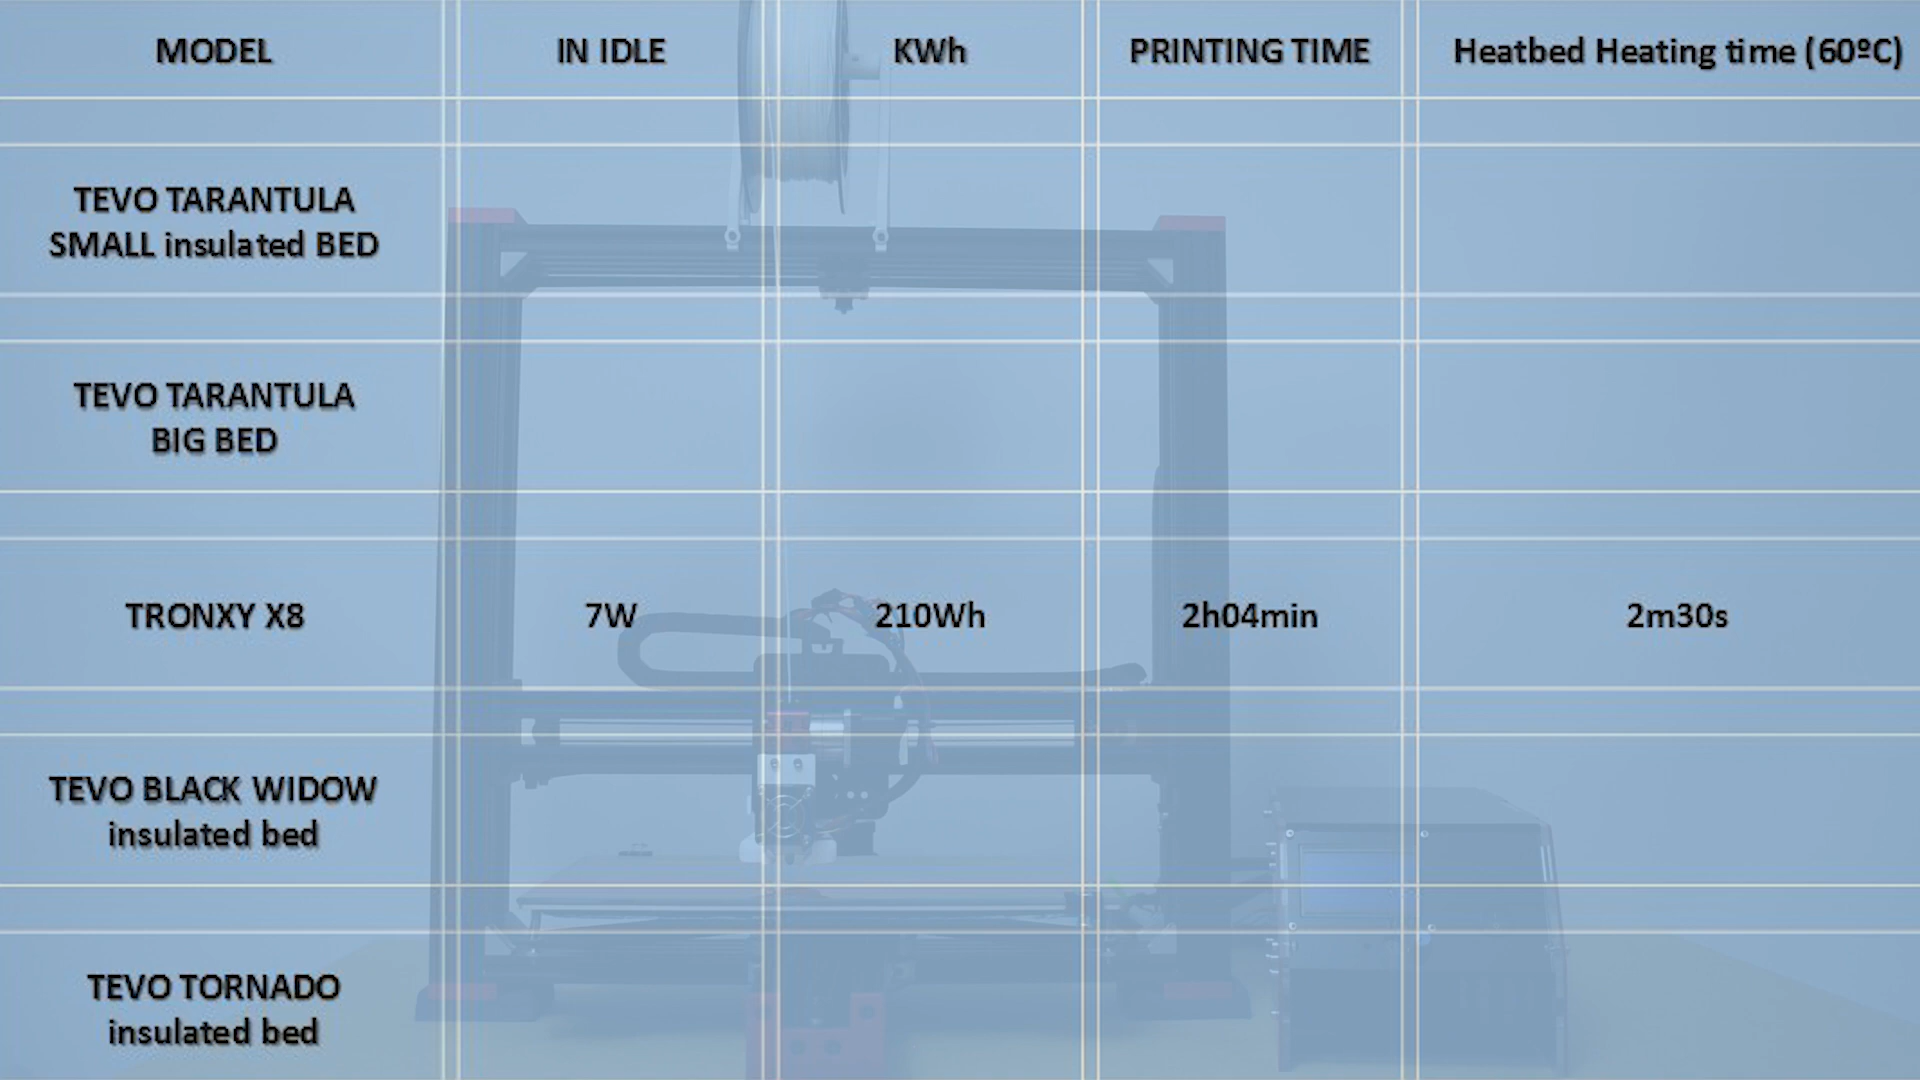 MODEL IN IDLE KWh PRINTING TIME Heatbed Heating time (60ºC)
TEVO TARANTULA
SMALL insulated BED
TEVO TARANTULA
BIG BED
TRONXY X8 7W 210Wh 2h04min 2m30s
TEVO BLACK WIDOW
insulated bed
TEVO TORNADO
insulated bed